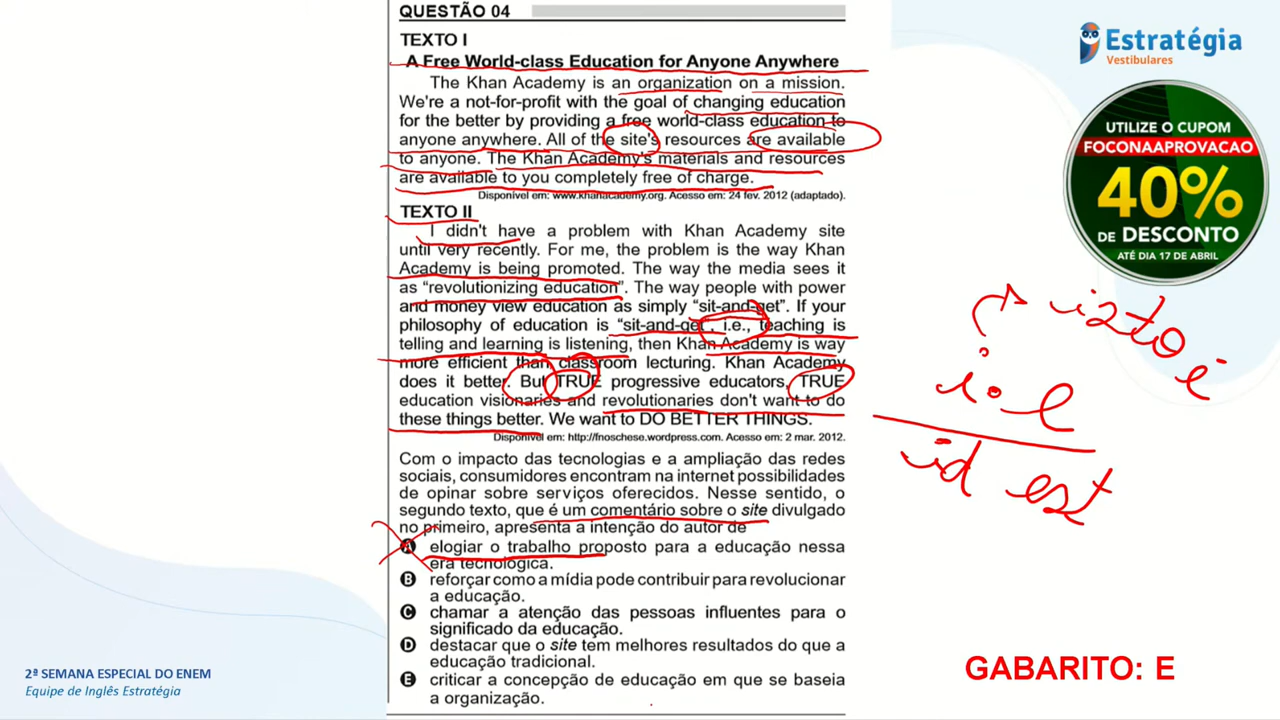 QUESTÃO 04
TEXTO I
A Free World-class Education for Anyone Anywhere
The Khan Academy is an organization on a mission.
We're a not-for-profit with the goal of changing education
for the better by providing a free world-class education to
anyone anywhere. All of the site's resources are available
to anyone. The Khan Academy's materials and resources
are available to you completely free of charge.
Disponível em: www.khanacademy.org. Acesso em: 24 fev. 2012 (adaptado).
TEXTO II
I didn't have a problem with Khan Academy site
until very recently. For me, the problem is the way Khan
Academy is being promoted. The way the media sees it
as “revolutionizing education”. The way people with power
and money view education as simply “sit-and-get”. If your
philosophy of education is “sit-and-get”, i.e., teaching is
telling and learning is listening, then Khan Academy is way
more efficient than classroom lecturing. Khan Academy
does it better. But TRUE progressive educators, TRUE
education visionaries and revolutionaries don't want to do
these things better. We want to DO BETTER THINGS.
Disponível em: http://fnoschese.wordpress.com. Acesso em: 2 mar. 2012.
Com o impacto das tecnologias e a ampliação das redes
sociais, consumidores encontram na internet possibilidades
de opinar sobre serviços oferecidos. Nesse sentido, o
segundo texto, que é um comentário sobre o site divulgado
no primeiro, apresenta a intenção do autor de
A elogiar o trabalho proposto para a educação nessa
era tecnológica.
B reforçar como a mídia pode contribuir para revolucionar
a educação.
C chamar a atenção das pessoas influentes para o
significado da educação.
D destacar que o site tem melhores resultados do que a
educação tradicional.
E criticar a concepção de educação em que se baseia
a organização.
Estratégia
Vestibulares
UTILIZE O CUPOM
FOCONAAPROVACAO
40%
DE DESCONTO
ATÉ DIA 17 DE ABRIL
izto é
i.e
id est
GABARITO: E
2ª SEMANA ESPECIAL DO ENEM
Equipe de Inglês Estratégia